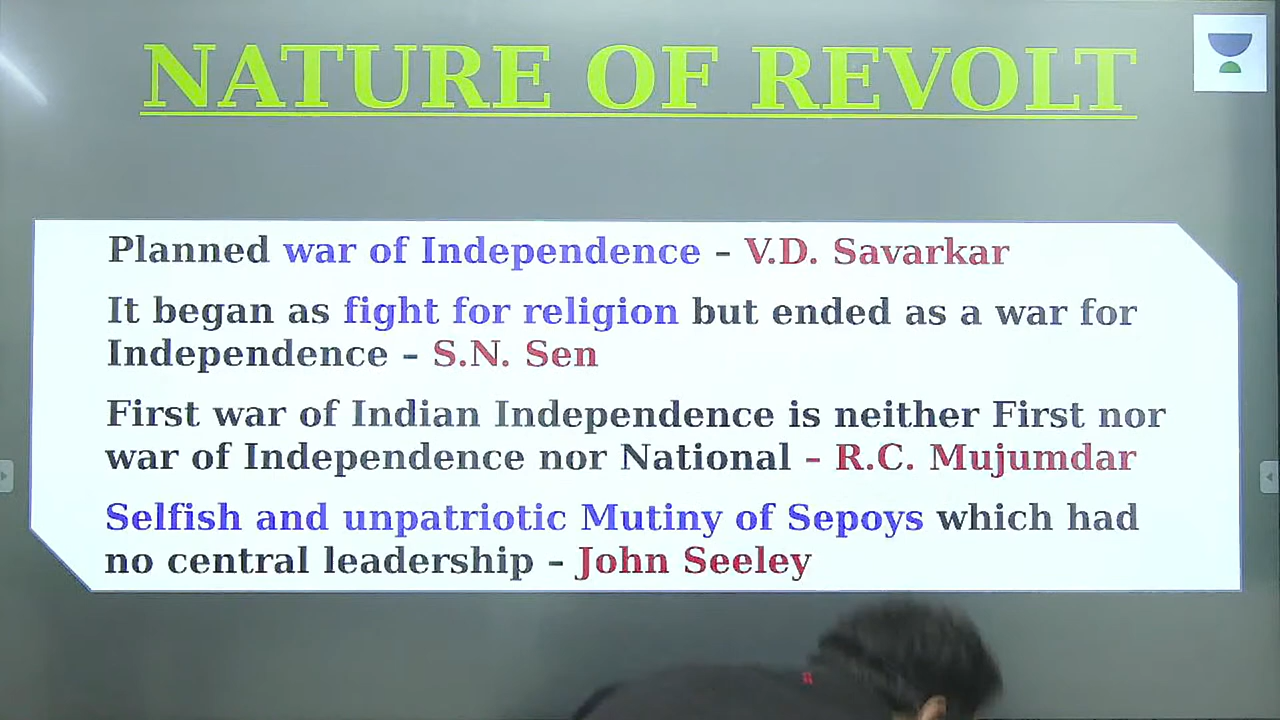 NATURE OF REVOLT
Planned war of Independence – V.D. Savarkar
It began as fight for religion but ended as a war for
Independence – S.N. Sen
First war of Indian Independence is neither First nor
war of Independence nor National – R.C. Mujumdar
Selfish and unpatriotic Mutiny of Sepoys which had
no central leadership – John Seeley